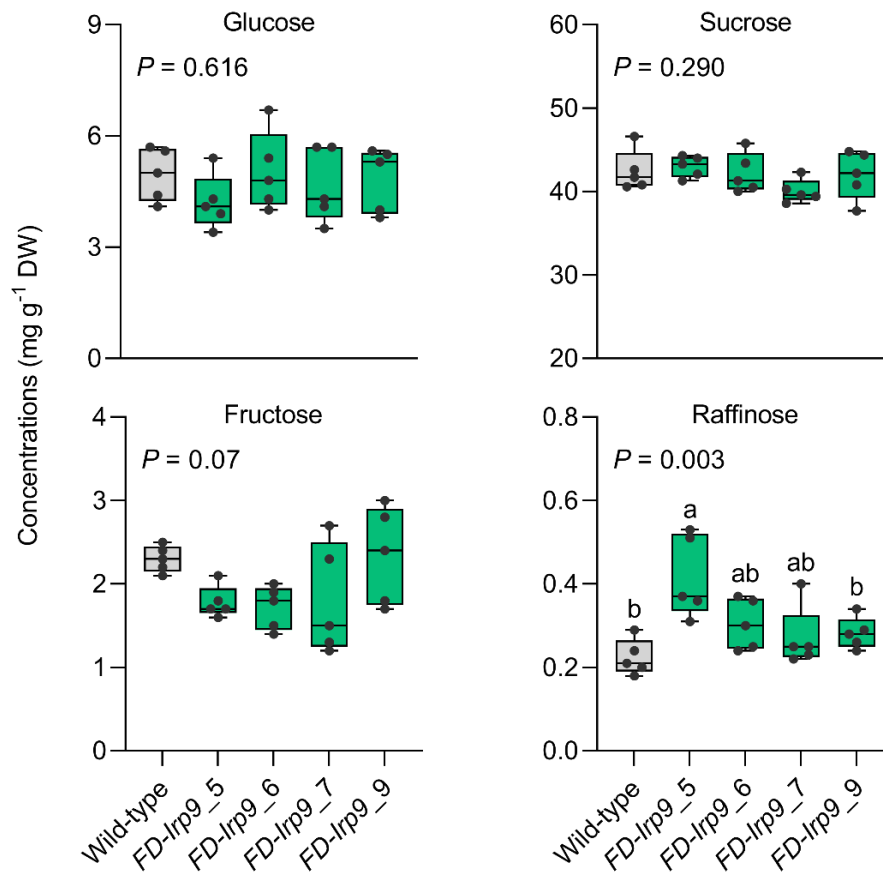 Concentrations (mg g⁻¹ DW)
Glucose
P = 0.616
9
6
3
0
Sucrose
P = 0.290
60
50
40
30
20
Fructose
P = 0.07
4
3
2
1
0
Wild-type
FD-lrp9_5
FD-lrp9_6
FD-lrp9_7
FD-lrp9_9
Raffinose
P = 0.003
0.8
0.6
0.4
0.2
0.0
b
a
ab
ab
b
Wild-type
FD-lrp9_5
FD-lrp9_6
FD-lrp9_7
FD-lrp9_9